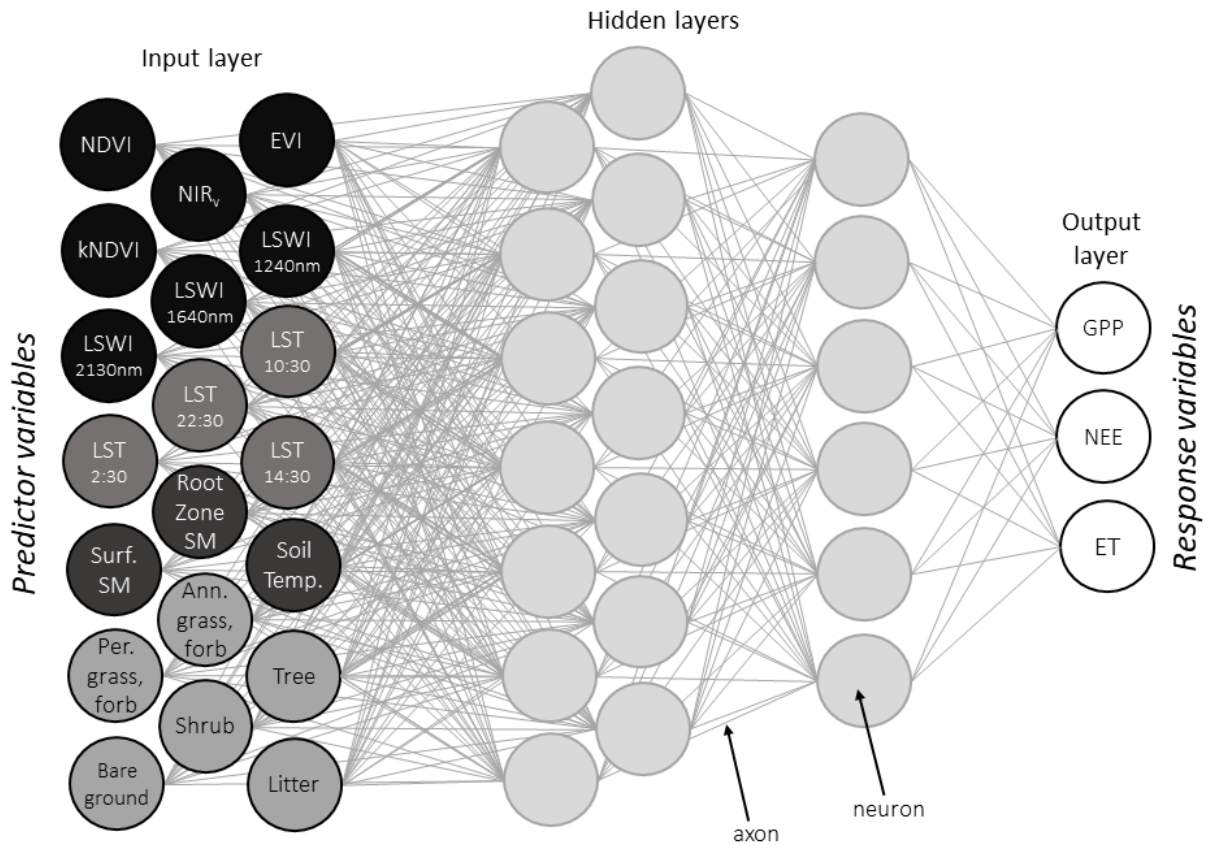 Hidden layers
Input layer
NDVI
EVI
NIRv
kNDVI
LSWI
1240nm
LSWI
1640nm
LSWI
2130nm
LST
10:30
LST
22:30
LST
2:30
LST
14:30
Root
Zone
SM
Surf.
SM
Soil
Temp.
Ann.
grass,
forb
Per.
grass,
forb
Tree
Shrub
Bare
ground
Litter
Predictor variables
Output
layer
GPP
NEE
ET
Response variables
axon
neuron